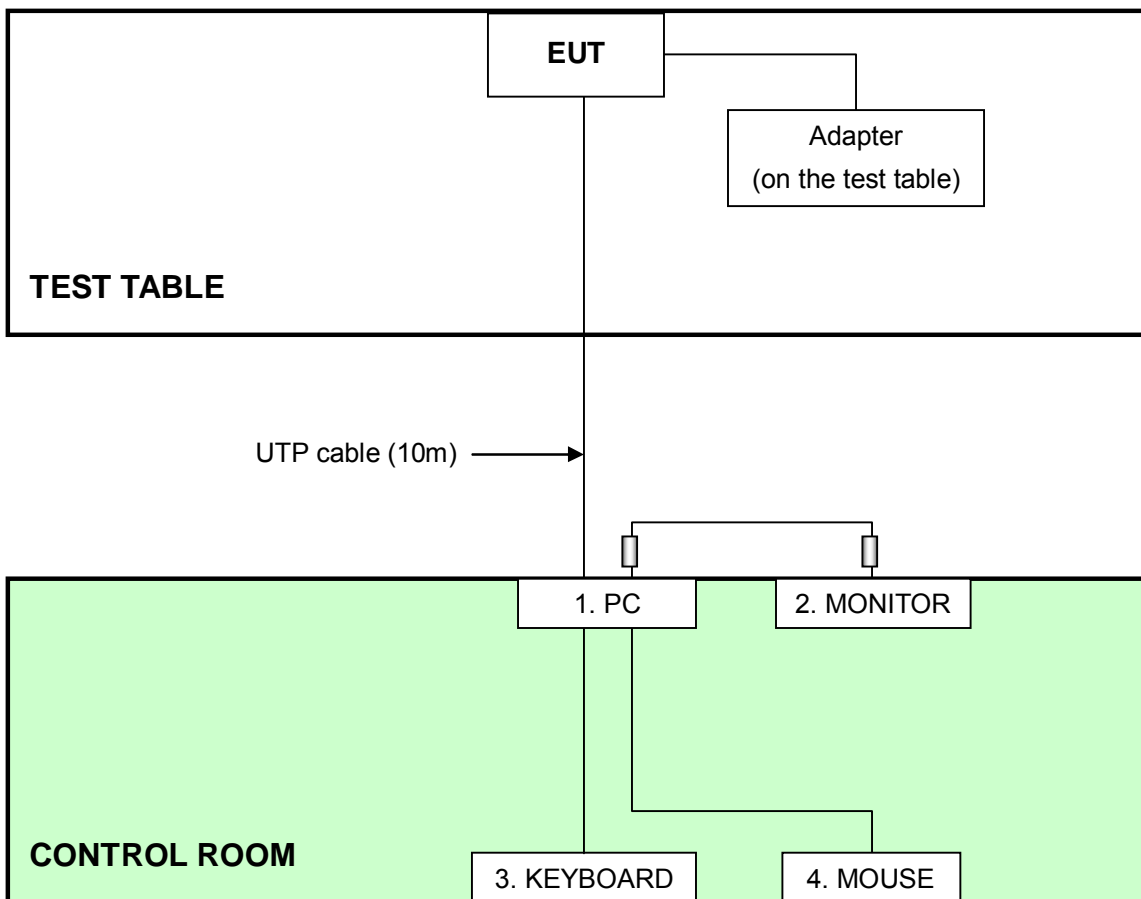 EUT
Adapter
(on the test table)
TEST TABLE
UTP cable (10m)
1. PC
2. MONITOR
CONTROL ROOM
3. KEYBOARD
4. MOUSE